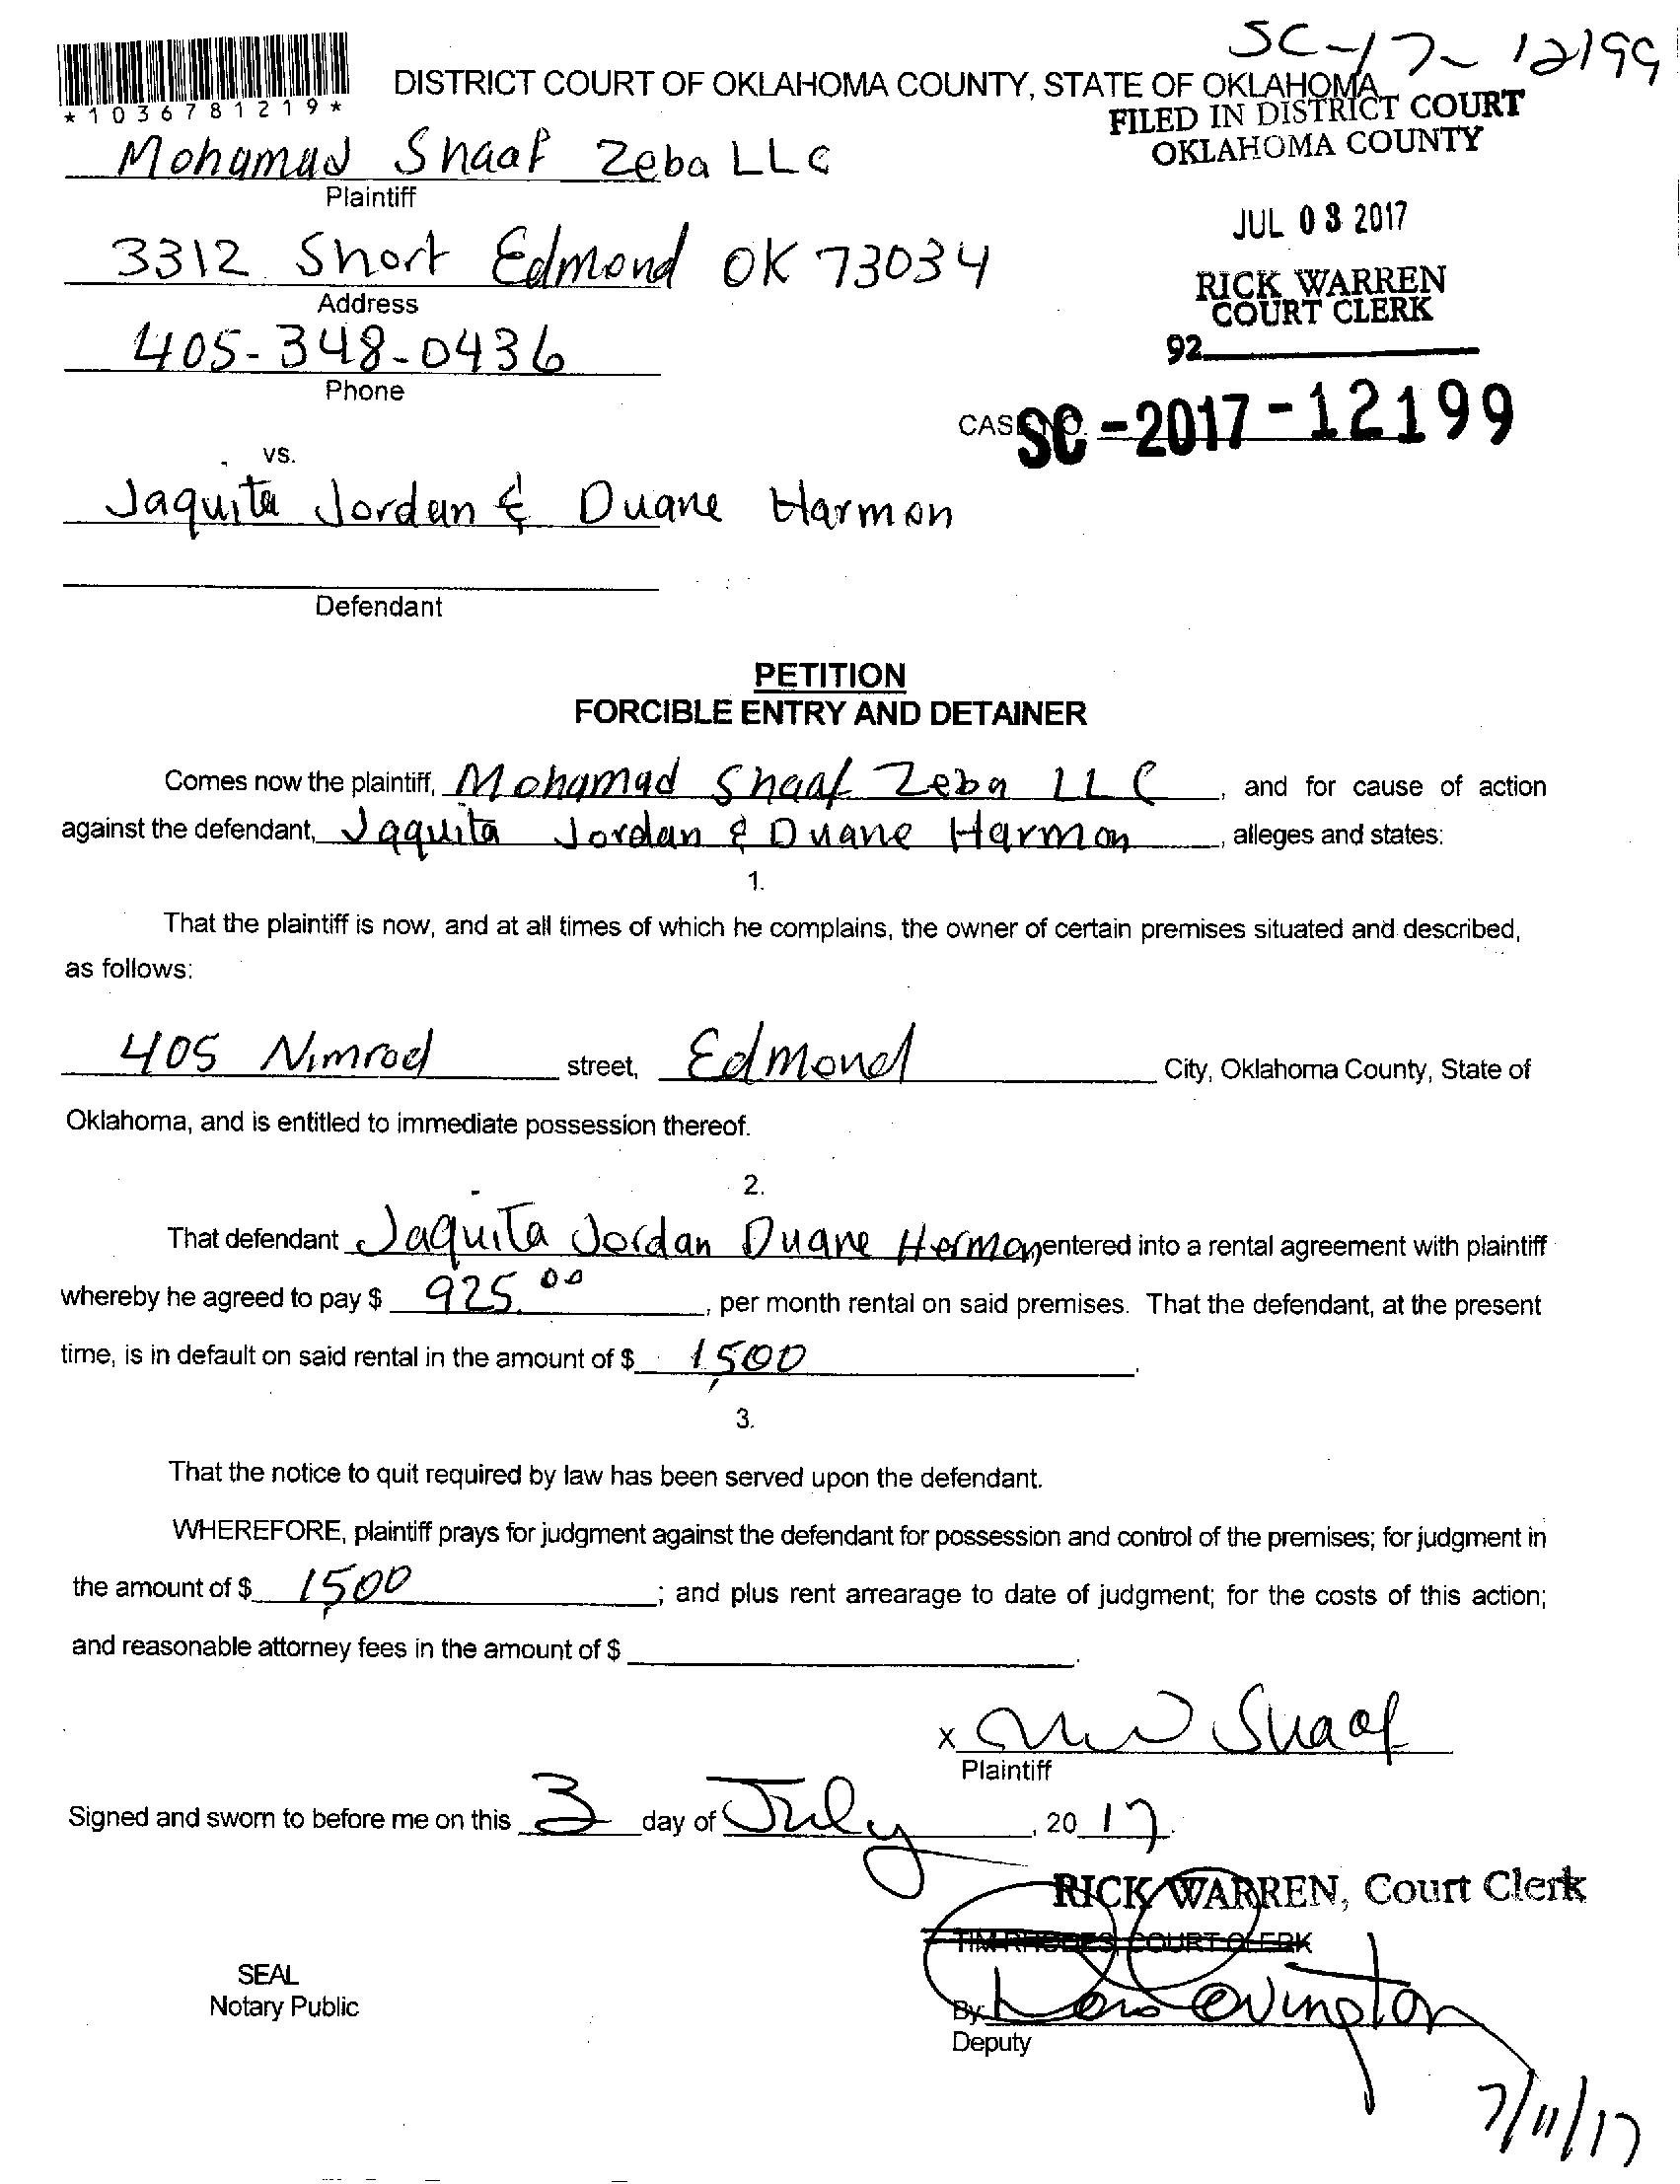 SC-17-12199
*1036781219*
DISTRICT COURT OF OKLAHOMA COUNTY, STATE OF OKLAHOMA
FILED IN DISTRICT COURT
OKLAHOMA COUNTY
Mohamad Shaaf Zeba LLC
Plaintiff
JUL 03 2017
3312 Short Edmond OK 73034
Address
RICK WARREN
COURT CLERK
405-348-0436
92
Phone
CASE NO. SC-2017-12199
vs.
Jaquita Jordan & Duane Harmon
Defendant
PETITION
FORCIBLE ENTRY AND DETAINER
Comes now the plaintiff, Mohamad Shaaf Zeba LLC, and for cause of action
against the defendant, Jaquita Jordan & Duane Harmon, alleges and states:
1.
That the plaintiff is now, and at all times of which he complains, the owner of certain premises situated and described,
as follows:
405 Nimrod street, Edmond City, Oklahoma County, State of
Oklahoma, and is entitled to immediate possession thereof.
2.
That defendant Jaquita Jordan Duane Harmon entered into a rental agreement with plaintiff
whereby he agreed to pay $ 925.00, per month rental on said premises. That the defendant, at the present
time, is in default on said rental in the amount of $ 1,500.
3.
That the notice to quit required by law has been served upon the defendant.
WHEREFORE, plaintiff prays for judgment against the defendant for possession and control of the premises; for judgment in
the amount of $ 1,500; and plus rent arrearage to date of judgment; for the costs of this action;
and reasonable attorney fees in the amount of $ .
x Shaaf
Plaintiff
Signed and sworn to before me on this 3 day of July, 20 17
RICK WARREN, Court Clerk
TIM RHODES, COURT CLERK
SEAL
Notary Public
By: Covington
Deputy
7/11/17